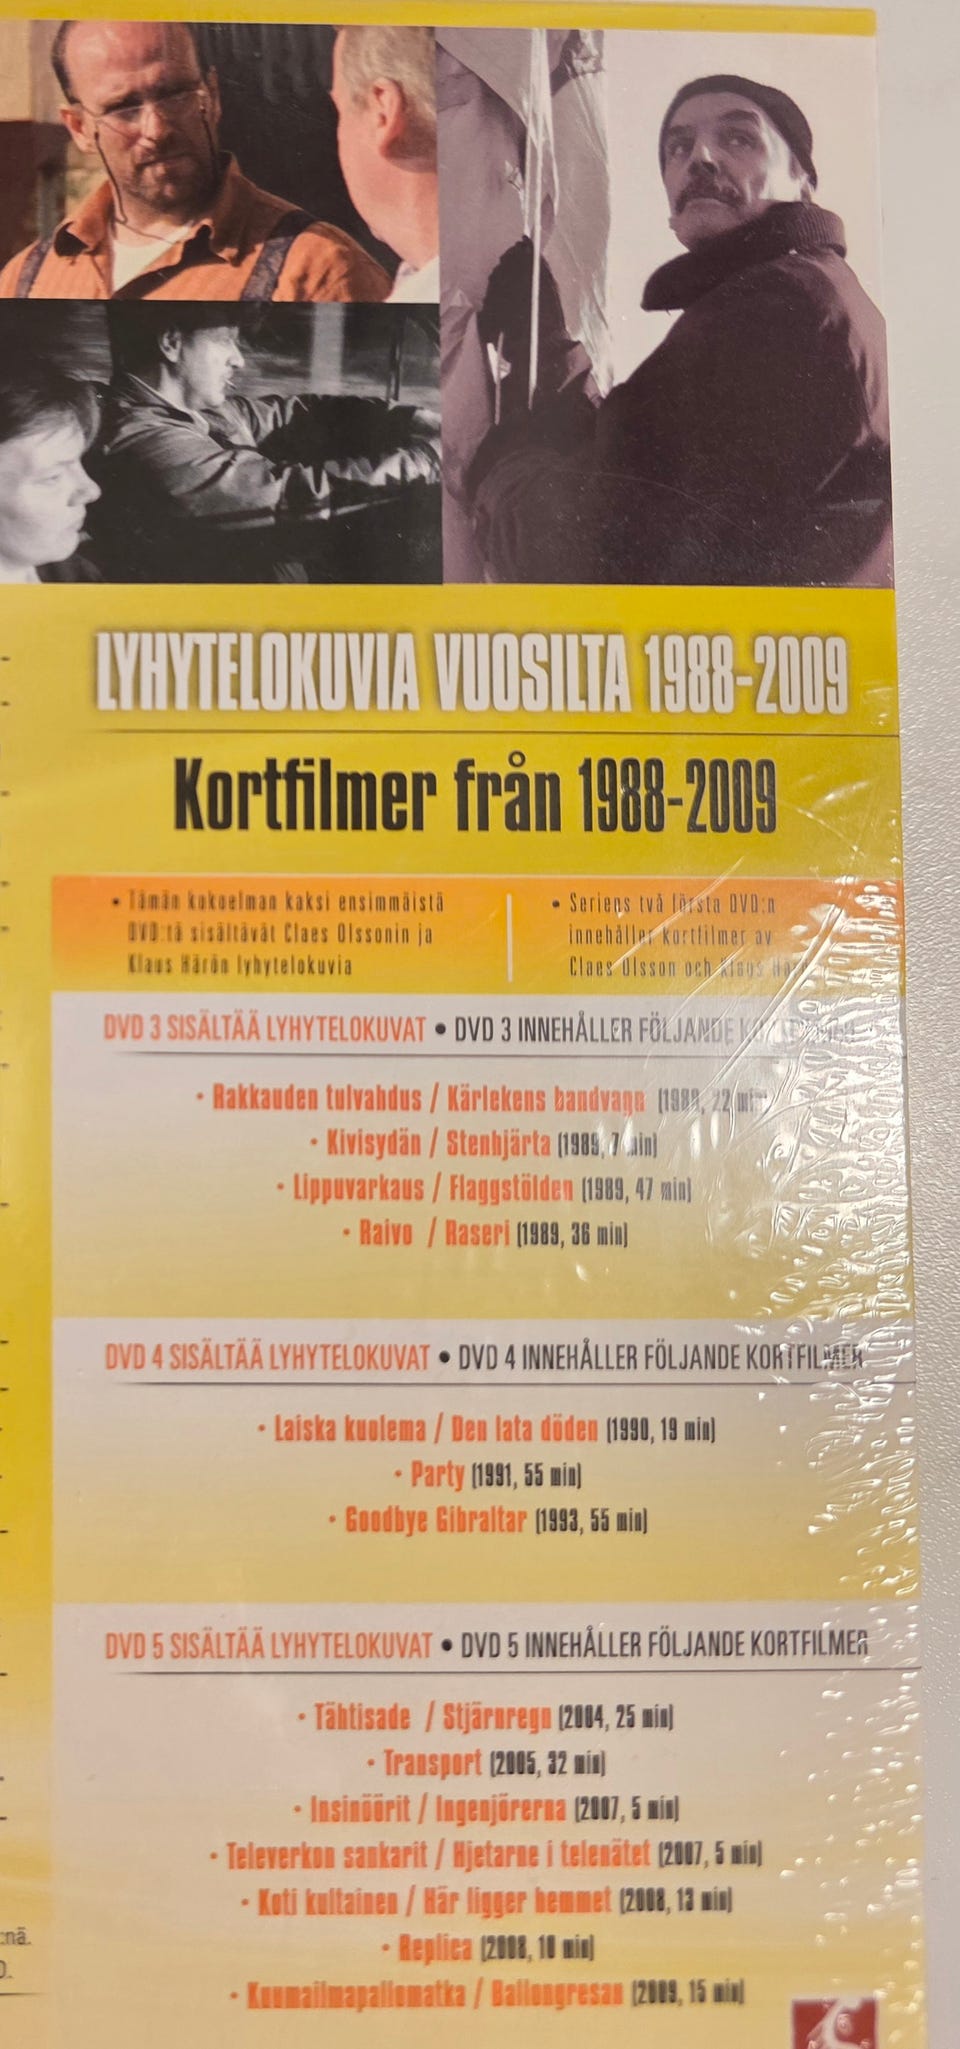 LYHYTELOKUVIA VUOSILTA 1988-2009
Kortfilmer från 1988-2009
• Tämän kokoelman kaksi ensimmäistä
DVD:tä sisältävät Claes Olssonin ja
Klaus Härön lyhytelokuvia
• Seriens två första DVD:n
innehåller kortfilmer av
Claes Olsson och Klaus
DVD 3 SISÄLTÄÄ LYHYTELOKUVAT • DVD 3 INNEHÅLLER FÖLJANDE
• Rakkauden tulvahdus / Kärlekens bandvagn (1988, 22 min)
• Kivisydän / Stenhjärta (1989, 7 min)
• Lippuvarkaus / Flaggstölden (1989, 47 min)
• Raivo / Raseri (1989, 36 min)
DVD 4 SISÄLTÄÄ LYHYTELOKUVAT • DVD 4 INNEHÅLLER FÖLJANDE KORTFILMER
• Laiska kuolema / Den lata döden (1990, 19 min)
• Party (1991, 55 min)
• Goodbye Gibraltar (1993, 55 min)
DVD 5 SISÄLTÄÄ LYHYTELOKUVAT • DVD 5 INNEHÅLLER FÖLJANDE KORTFILMER
• Tähtisade / Stjärnregn (2004, 25 min)
• Transport (2005, 32 min)
• Insinöörit / Ingenjörerna (2007, 5 min)
• Televerkon sankarit / Hjetarne i telenätet (2007, 5 min)
• Koti kultainen / Här ligger hemmet (2008, 13 min)
• Replica (2008, 10 min)
• Kuumailmapallomatka / Ballongresan (2009, 15 min)